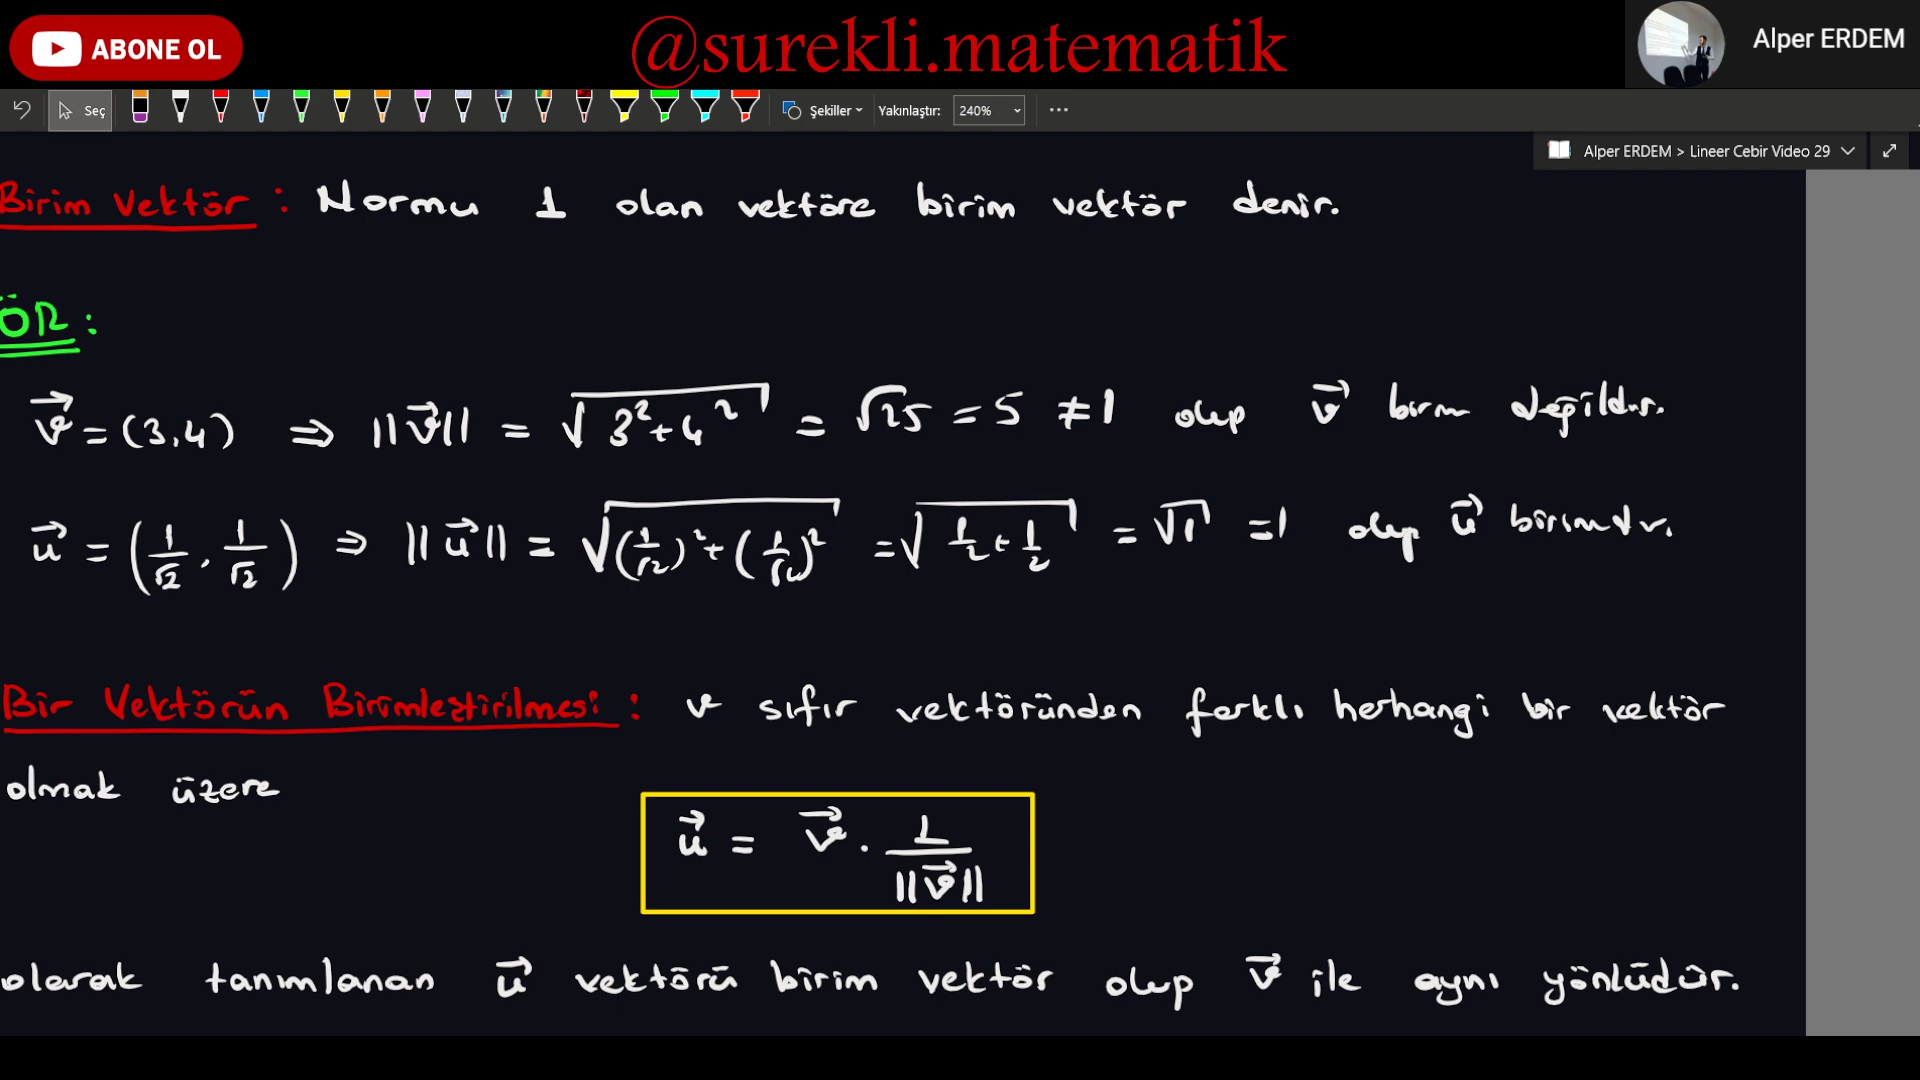 ABONE OL
@surekli.matematik
Alper ERDEM
Seç
Şekiller
Yakınlaştır:
240%
Alper ERDEM > Lineer Cebir Video 29
Birim Vektör : Normu 1 olan vektöre birim vektör denir.
ÖR :
v⃗ = (3,4) ⇒ ||v⃗|| = √(3²+4²) = √25 = 5 ≠ 1 olup v⃗ birim değildir.
u⃗ = (1/√2, 1/√2) ⇒ ||u⃗|| = √((1/√2)² + (1/√2)²) = √(1/2 + 1/2) = √1 = 1 olup u⃗ birimdir.
Bir Vektörün Birimleştirilmesi : v sıfır vektöründen farklı herhangi bir vektör
olmak üzere
u⃗ = v⃗ . 1/||v⃗||
olarak tanımlanan u⃗ vektörü birim vektör olup v⃗ ile aynı yönlüdür.